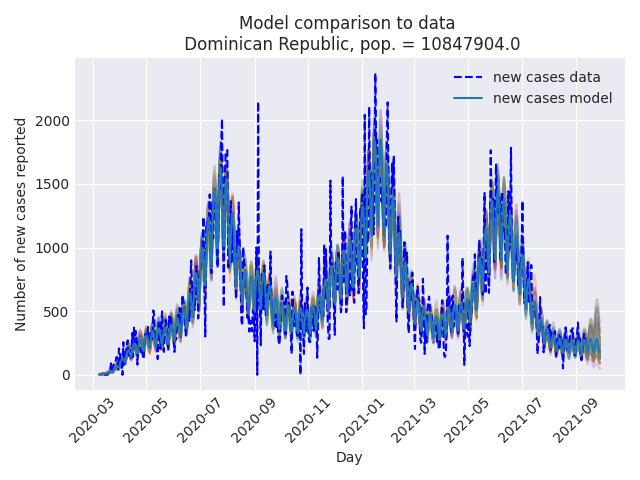 Model comparison to data
Dominican Republic, pop. = 10847904.0
new cases data
new cases model
Number of new cases reported
2000
1500
1000
500
0
2020-03
2020-05
2020-07
2020-09
2020-11
2021-01
2021-03
2021-05
2021-07
2021-09
Day